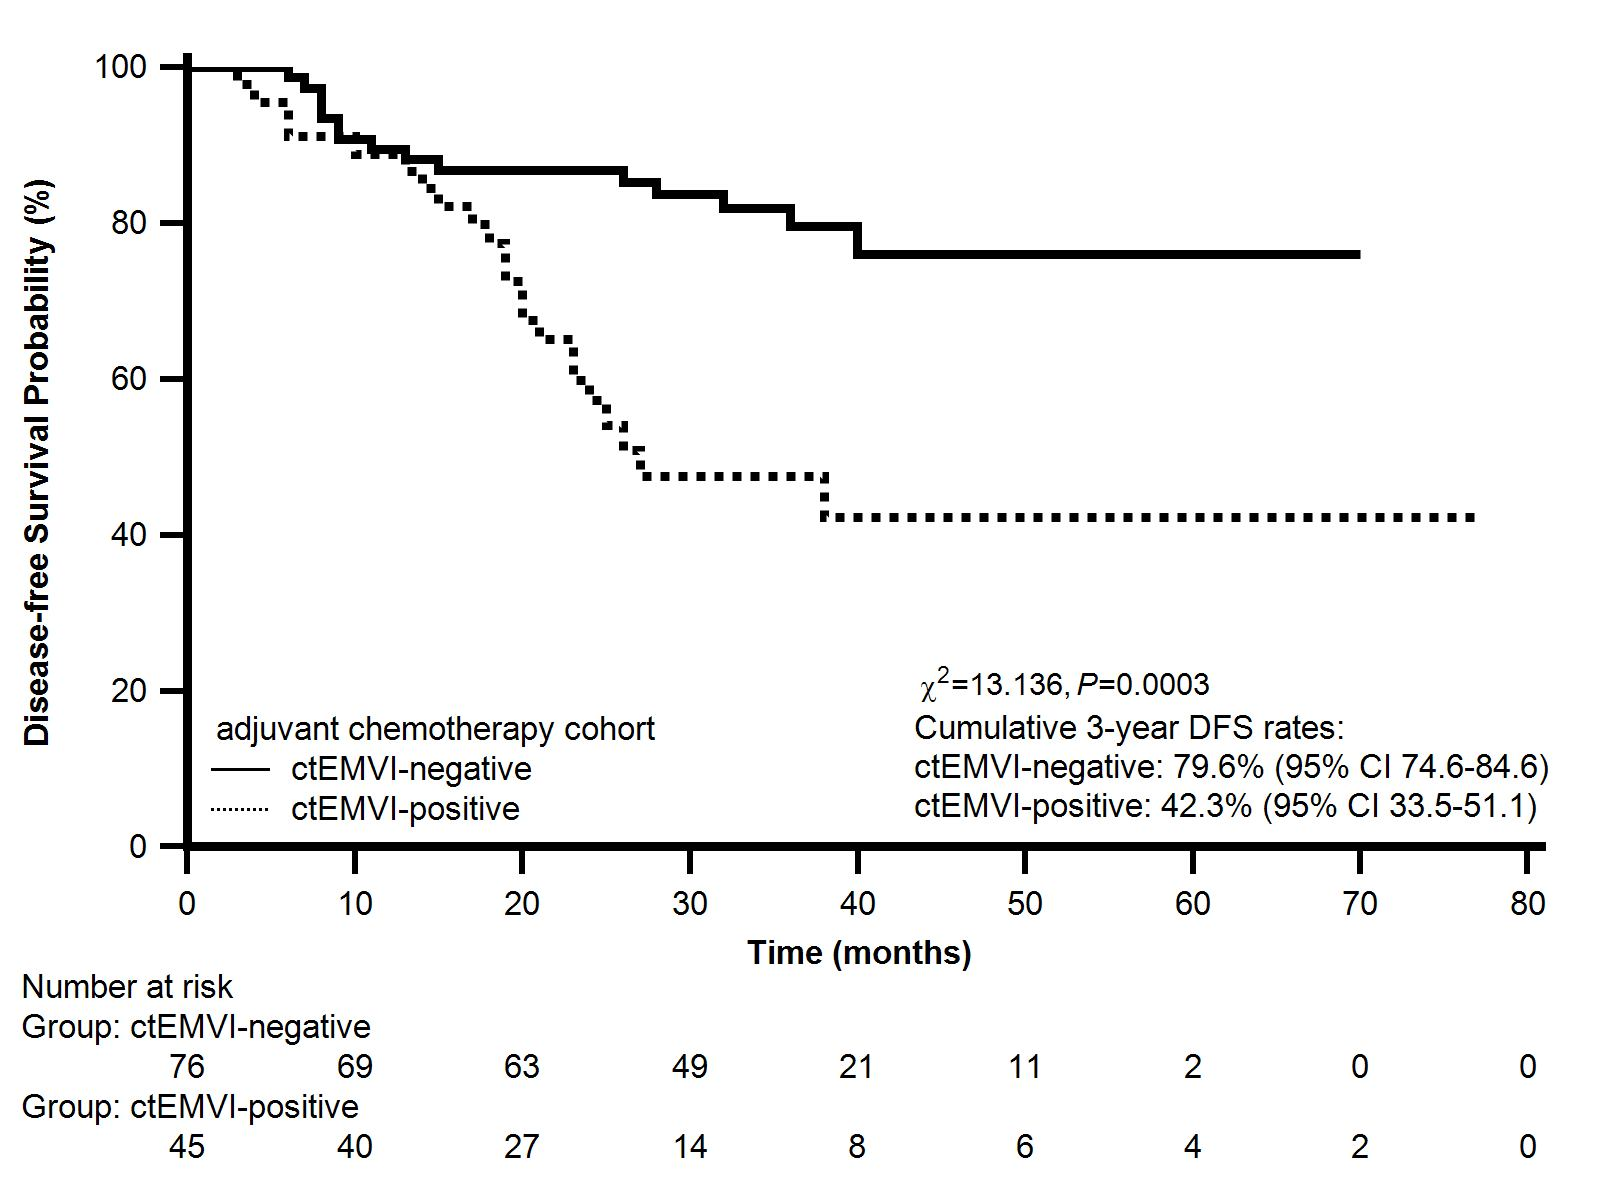 Disease-free Survival Probability (%)
100
80
60
40
20
0
χ²=13.136, P=0.0003
Cumulative 3-year DFS rates:
ctEMVI-negative: 79.6% (95% CI 74.6-84.6)
ctEMVI-positive: 42.3% (95% CI 33.5-51.1)
adjuvant chemotherapy cohort
ctEMVI-negative
ctEMVI-positive
0 10 20 30 40 50 60 70 80
Time (months)
Number at risk
Group: ctEMVI-negative
76 69 63 49 21 11 2 0 0
Group: ctEMVI-positive
45 40 27 14 8 6 4 2 0